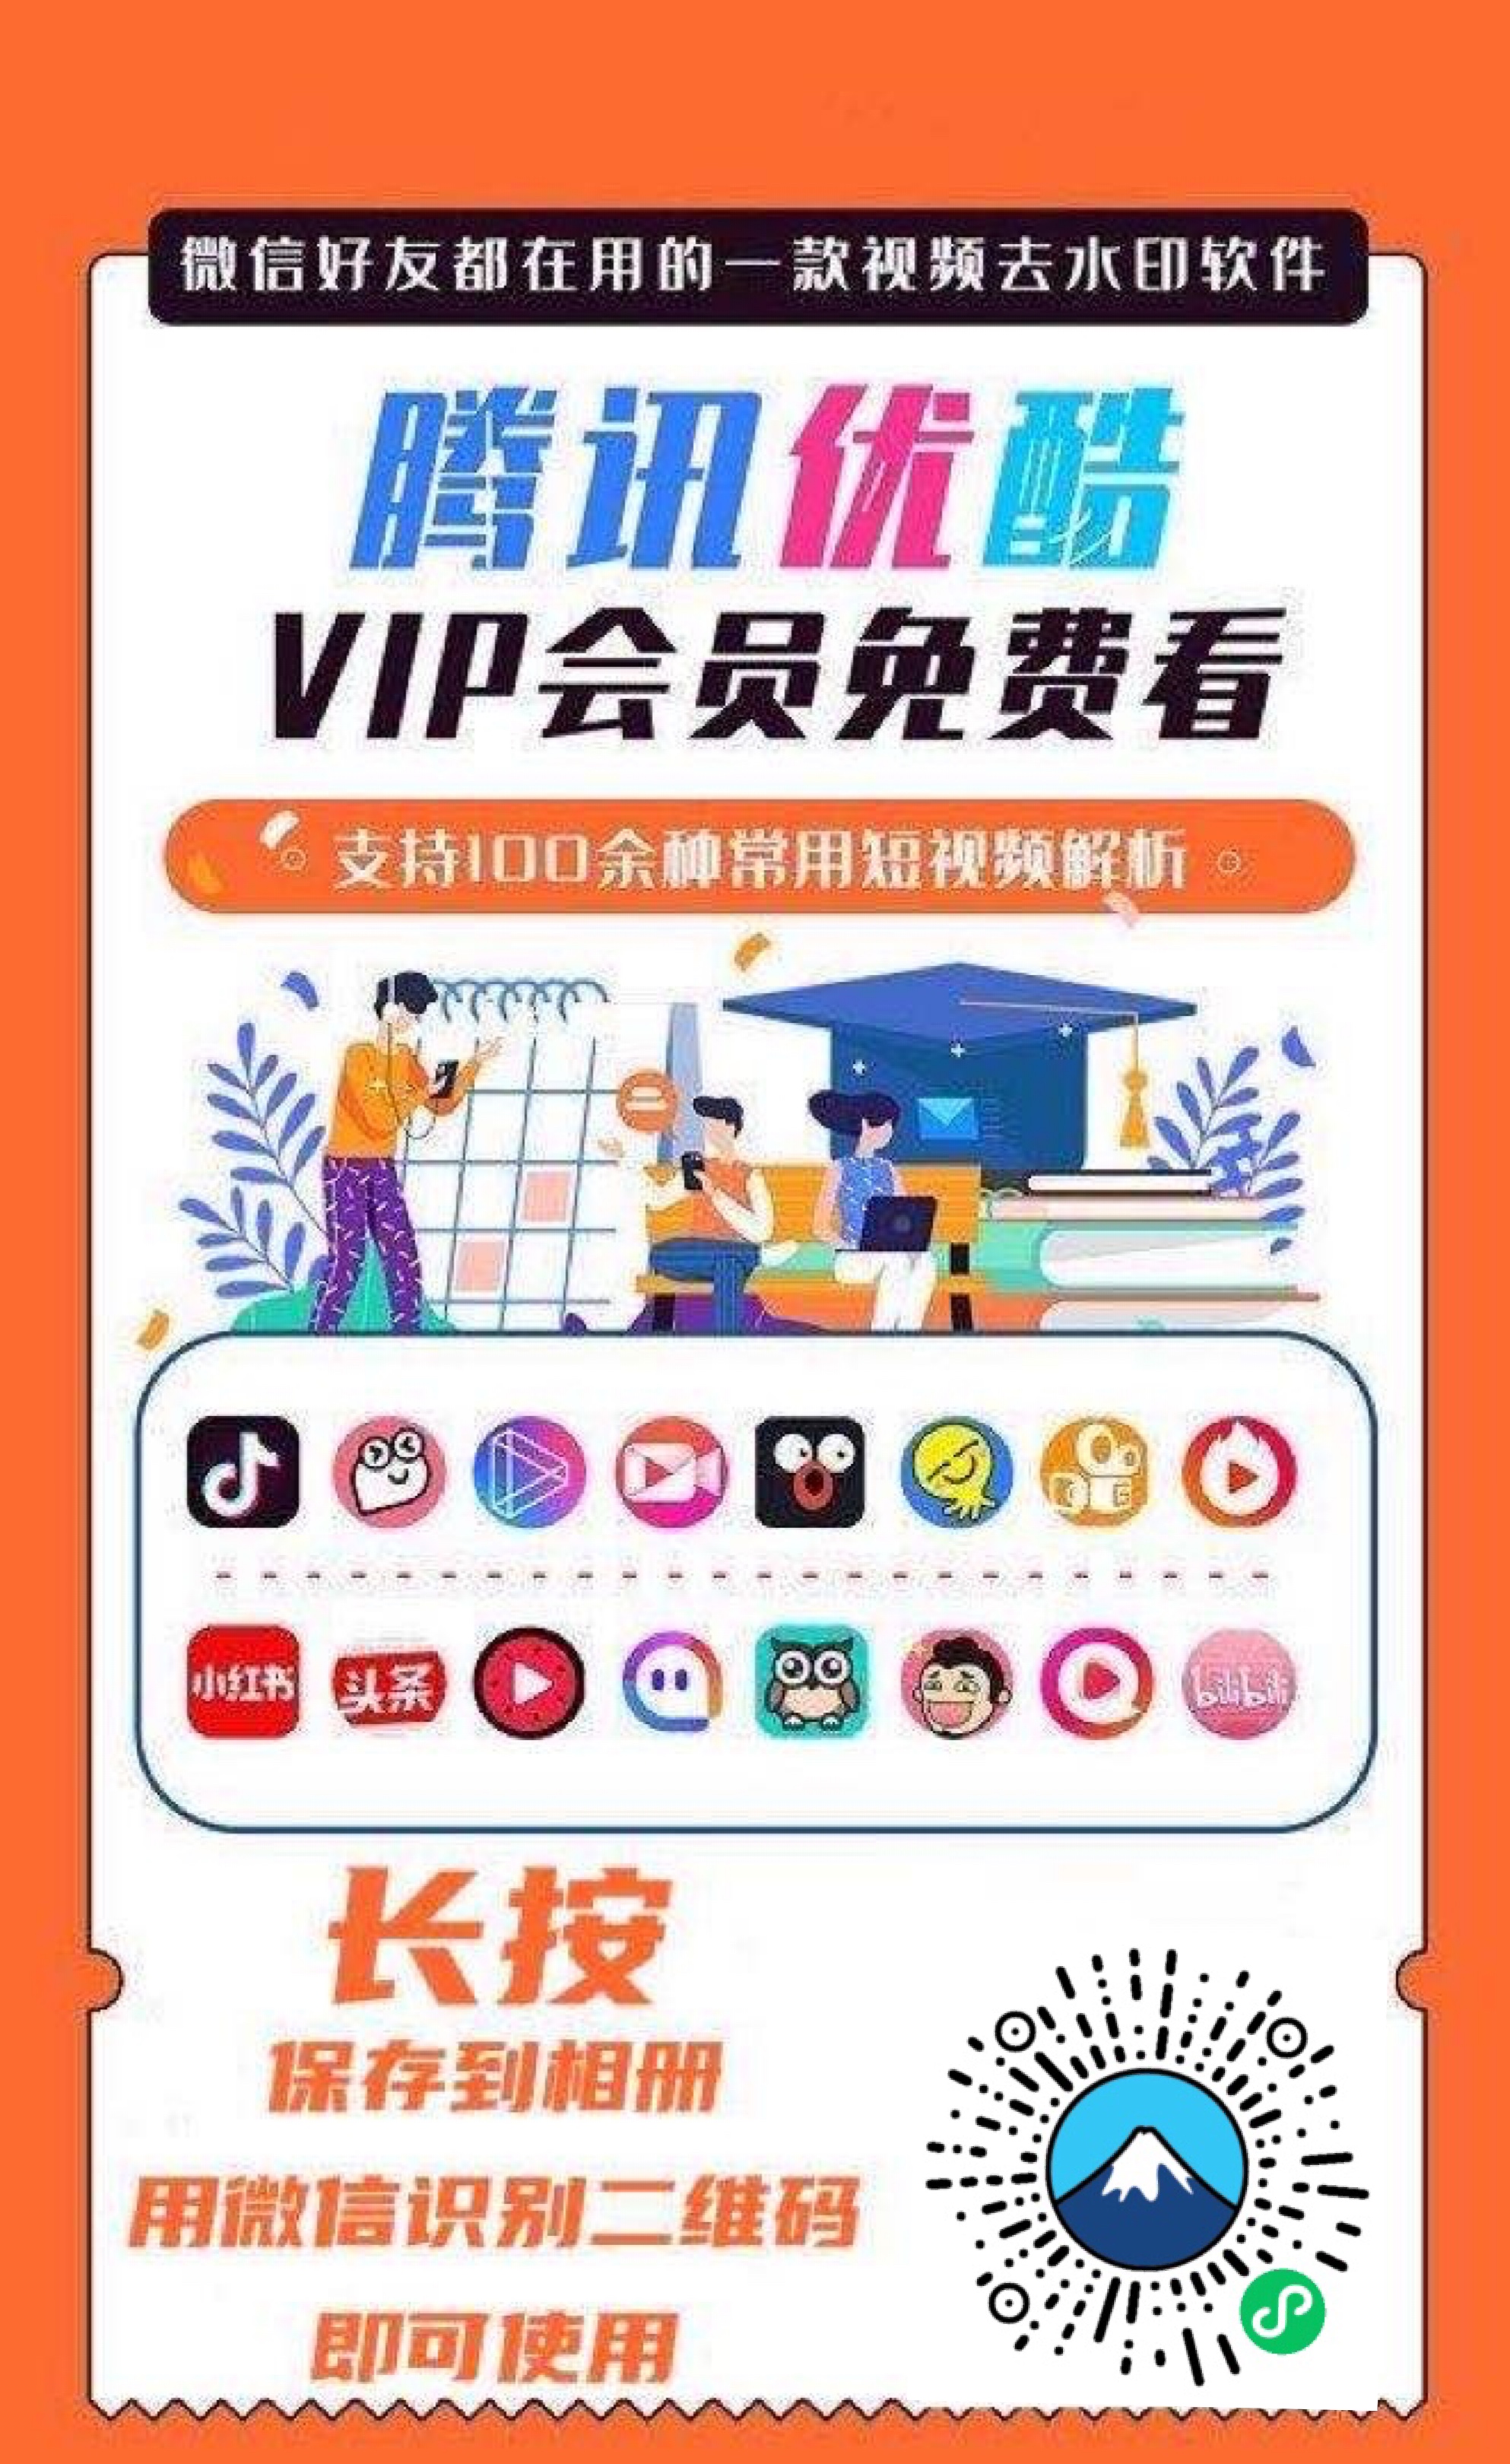 微信好友都在用的一款视频去水印软件
腾讯优酷
VIP会员免费看
支持100余种常用短视频解析
小红书
头条
bilibili
长按
保存到相册
用微信识别二维码
即可使用